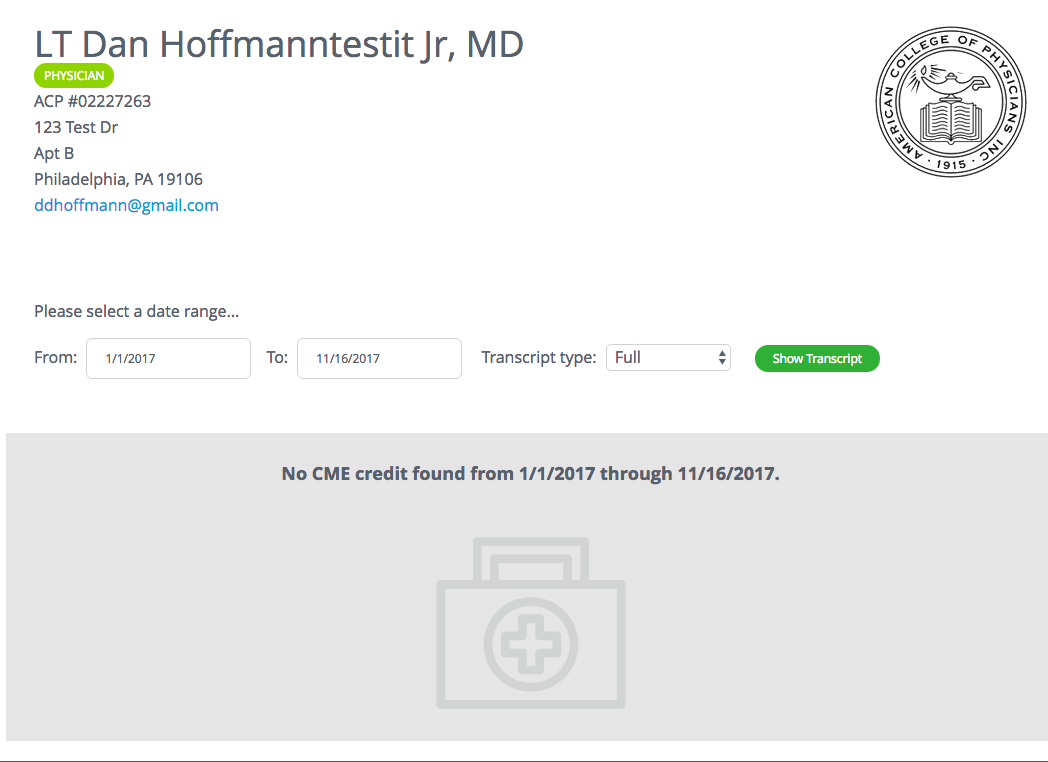 LT Dan Hoffmanntestit Jr, MD
PHYSICIAN
ACP #02227263
123 Test Dr
Apt B
Philadelphia, PA 19106
ddhoffmann@gmail.com
AMERICAN COLLEGE OF PHYSICIANS INC
· 1915 ·
Please select a date range...
From: 1/1/2017 To: 11/16/2017 Transcript type: Full Show Transcript
No CME credit found from 1/1/2017 through 11/16/2017.